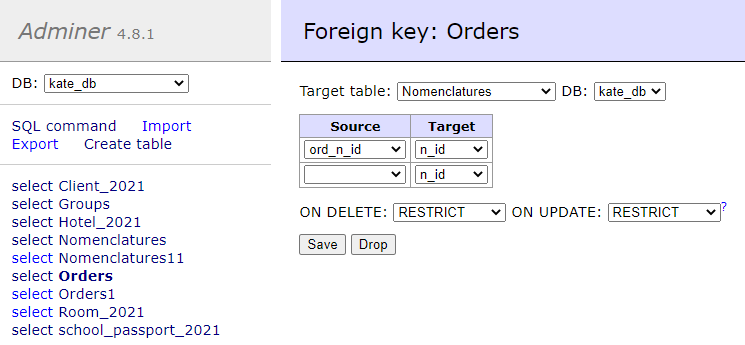 Adminer 4.8.1
DB: kate_db
SQL command Import
Export Create table
select Client_2021
select Groups
select Hotel_2021
select Nomenclatures
select Nomenclatures11
select Orders
select Orders1
select Room_2021
select school_passport_2021
Foreign key: Orders
Target table: Nomenclatures DB: kate_db
Source Target
ord_n_id n_id
n_id
ON DELETE: RESTRICT ON UPDATE: RESTRICT ?
Save Drop